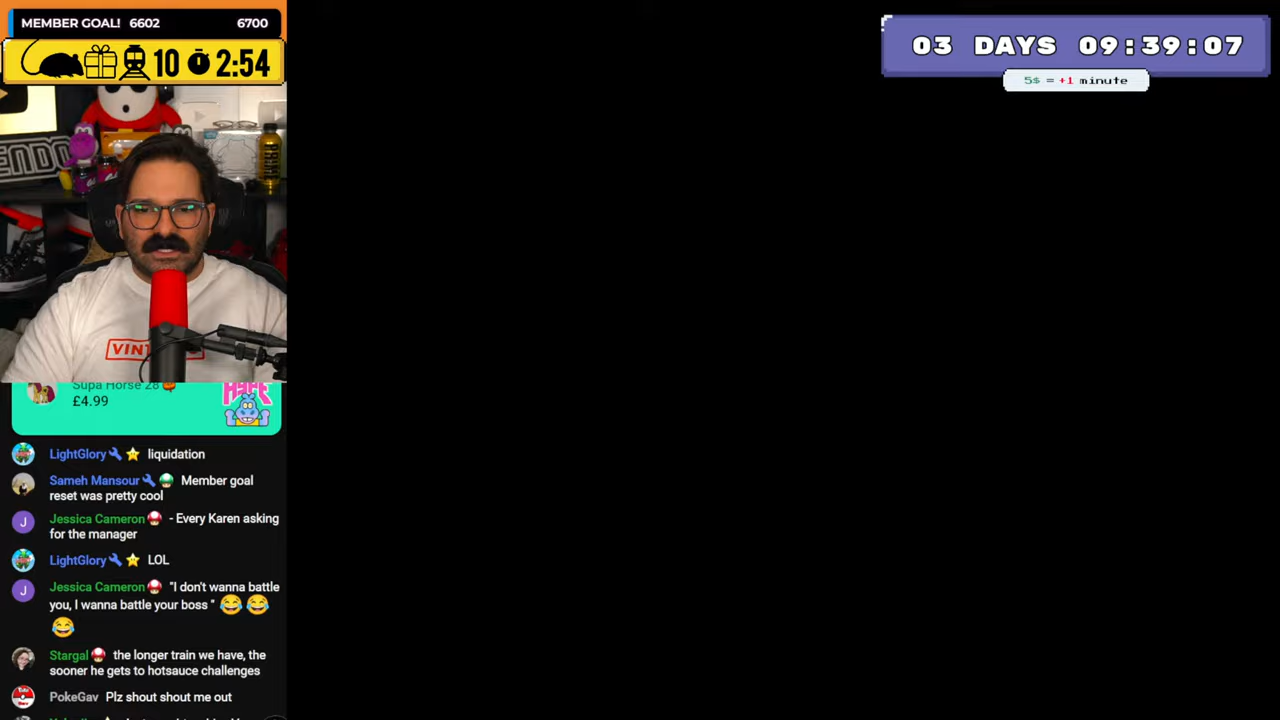 MEMBER GOAL! 6602 6700
10 2:54
03 DAYS 09:39:07
5$ = +1 minute
ENDO
VINT
Supa Horse 28
£4.99
HYPE
LightGlory liquidation
Sameh Mansour Member goal
reset was pretty cool
Jessica Cameron - Every Karen asking
for the manager
LightGlory LOL
Jessica Cameron "I don't wanna battle
you, I wanna battle your boss "
Stargal the longer train we have, the
sooner he gets to hotsauce challenges
PokeGav Plz shout shout me out